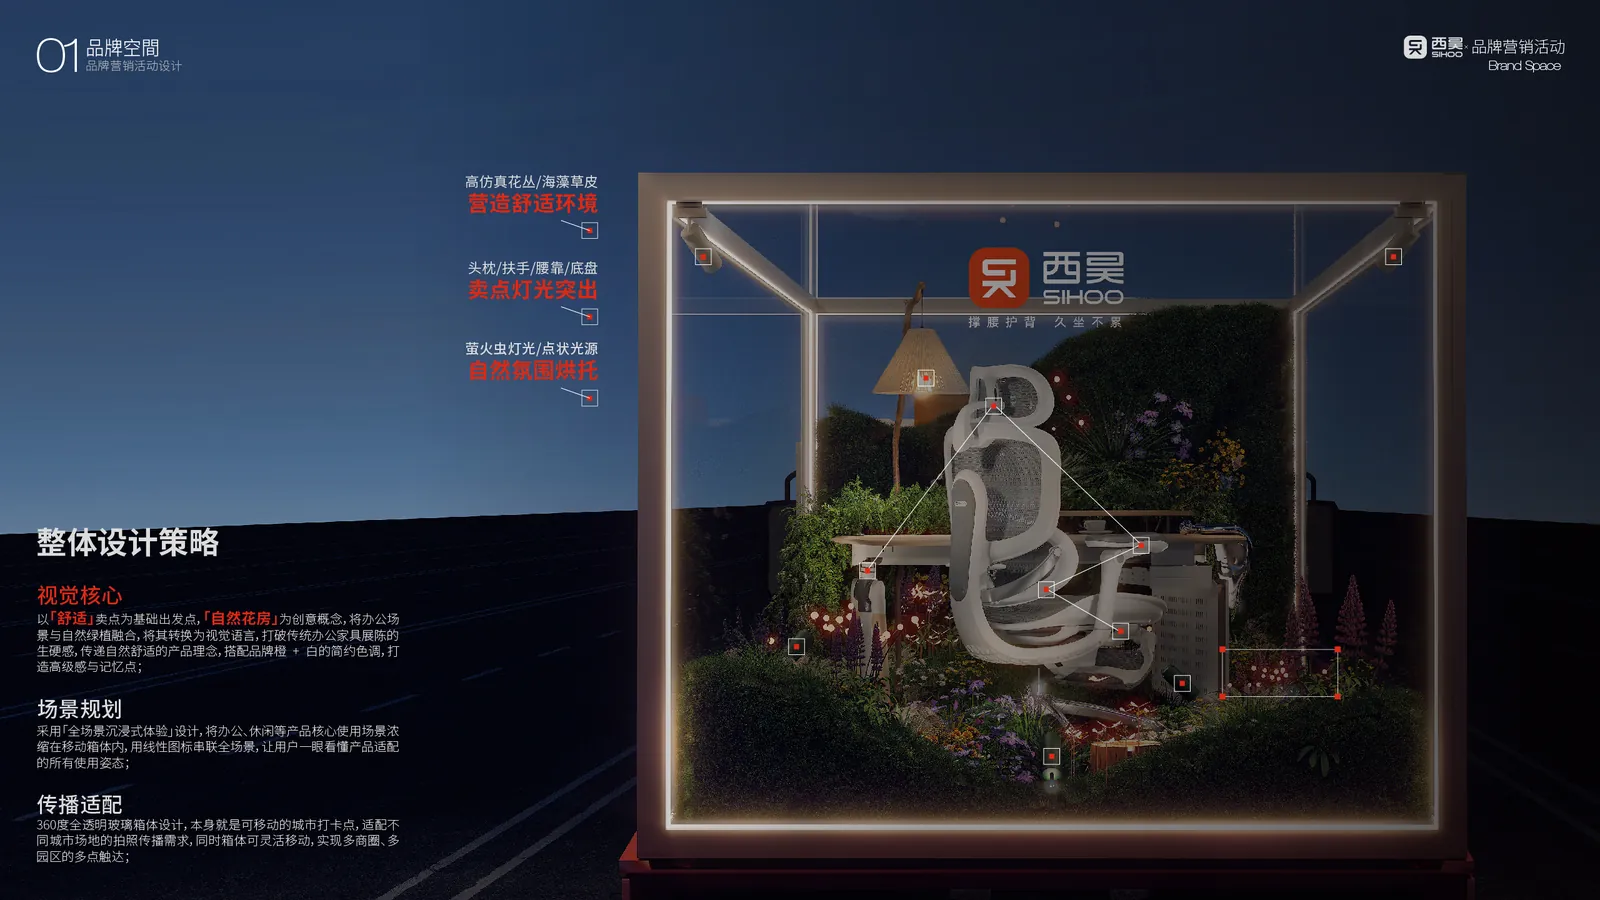 01
品牌空間
品牌营销活动设计
西昊
SIHOO
× 品牌营销活动
Brand Space
高仿真花丛/海藻草皮
营造舒适环境
头枕/扶手/腰靠/底盘
卖点灯光突出
萤火虫灯光/点状光源
自然氛围烘托
西昊
SIHOO
撑腰护背 久坐不累
整体设计策略
视觉核心
以「舒适」卖点为基础出发点,「自然花房」为创意概念, 将办公场
景与自然绿植融合, 将其转换为视觉语言, 打破传统办公家具展陈的
生硬感, 传递自然舒适的产品理念, 搭配品牌橙 + 白的简约色调, 打
造高级感与记忆点;
场景规划
采用「全场景沉浸式体验」设计, 将办公、休闲等产品核心使用场景浓
缩在移动箱体内, 用线性图标串联全场景, 让用户一眼看懂产品适配
的所有使用姿态;
传播适配
360度全透明玻璃箱体设计, 本身就是可移动的城市打卡点, 适配不
同城市场地的拍照传播需求, 同时箱体可灵活移动, 实现多商圈、多
园区的多点触达;